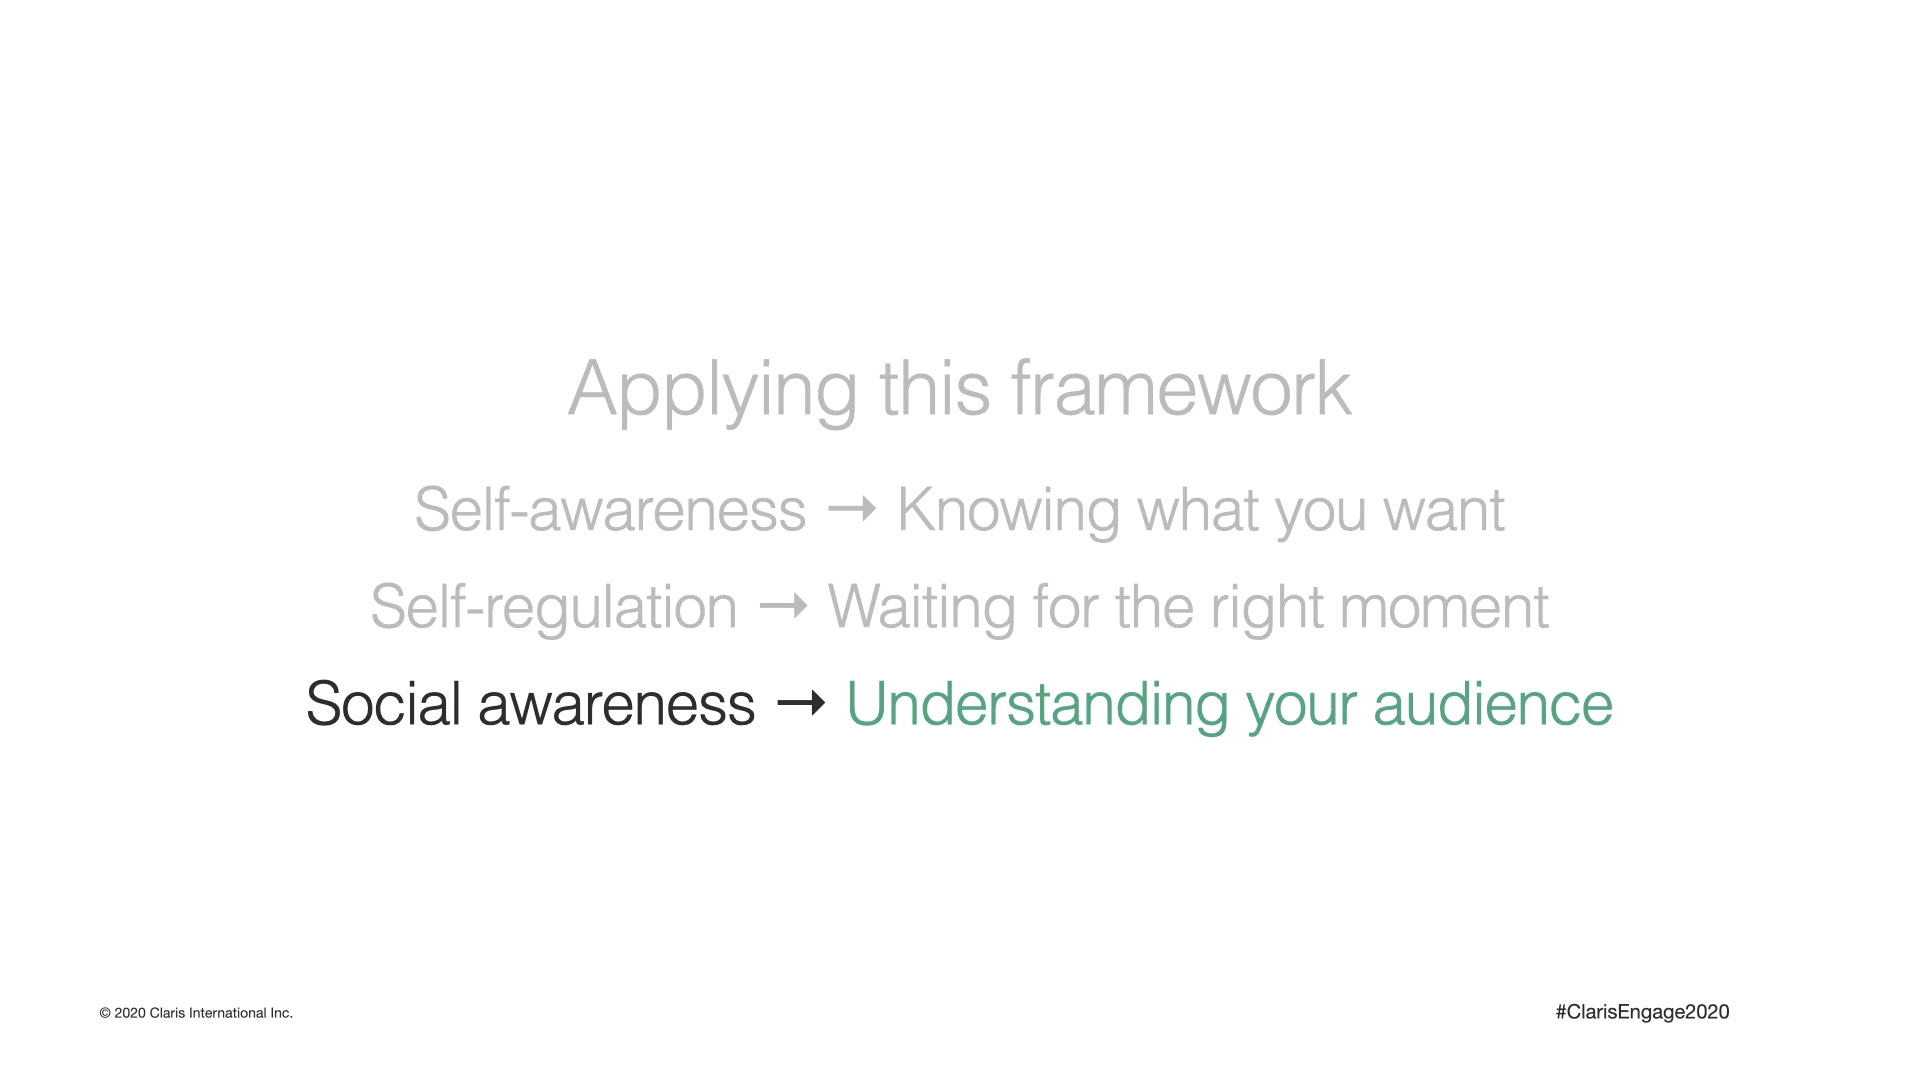 Applying this framework
Self-awareness → Knowing what you want
Self-regulation → Waiting for the right moment
Social awareness → Understanding your audience
© 2020 Claris International Inc.
#ClarisEngage2020